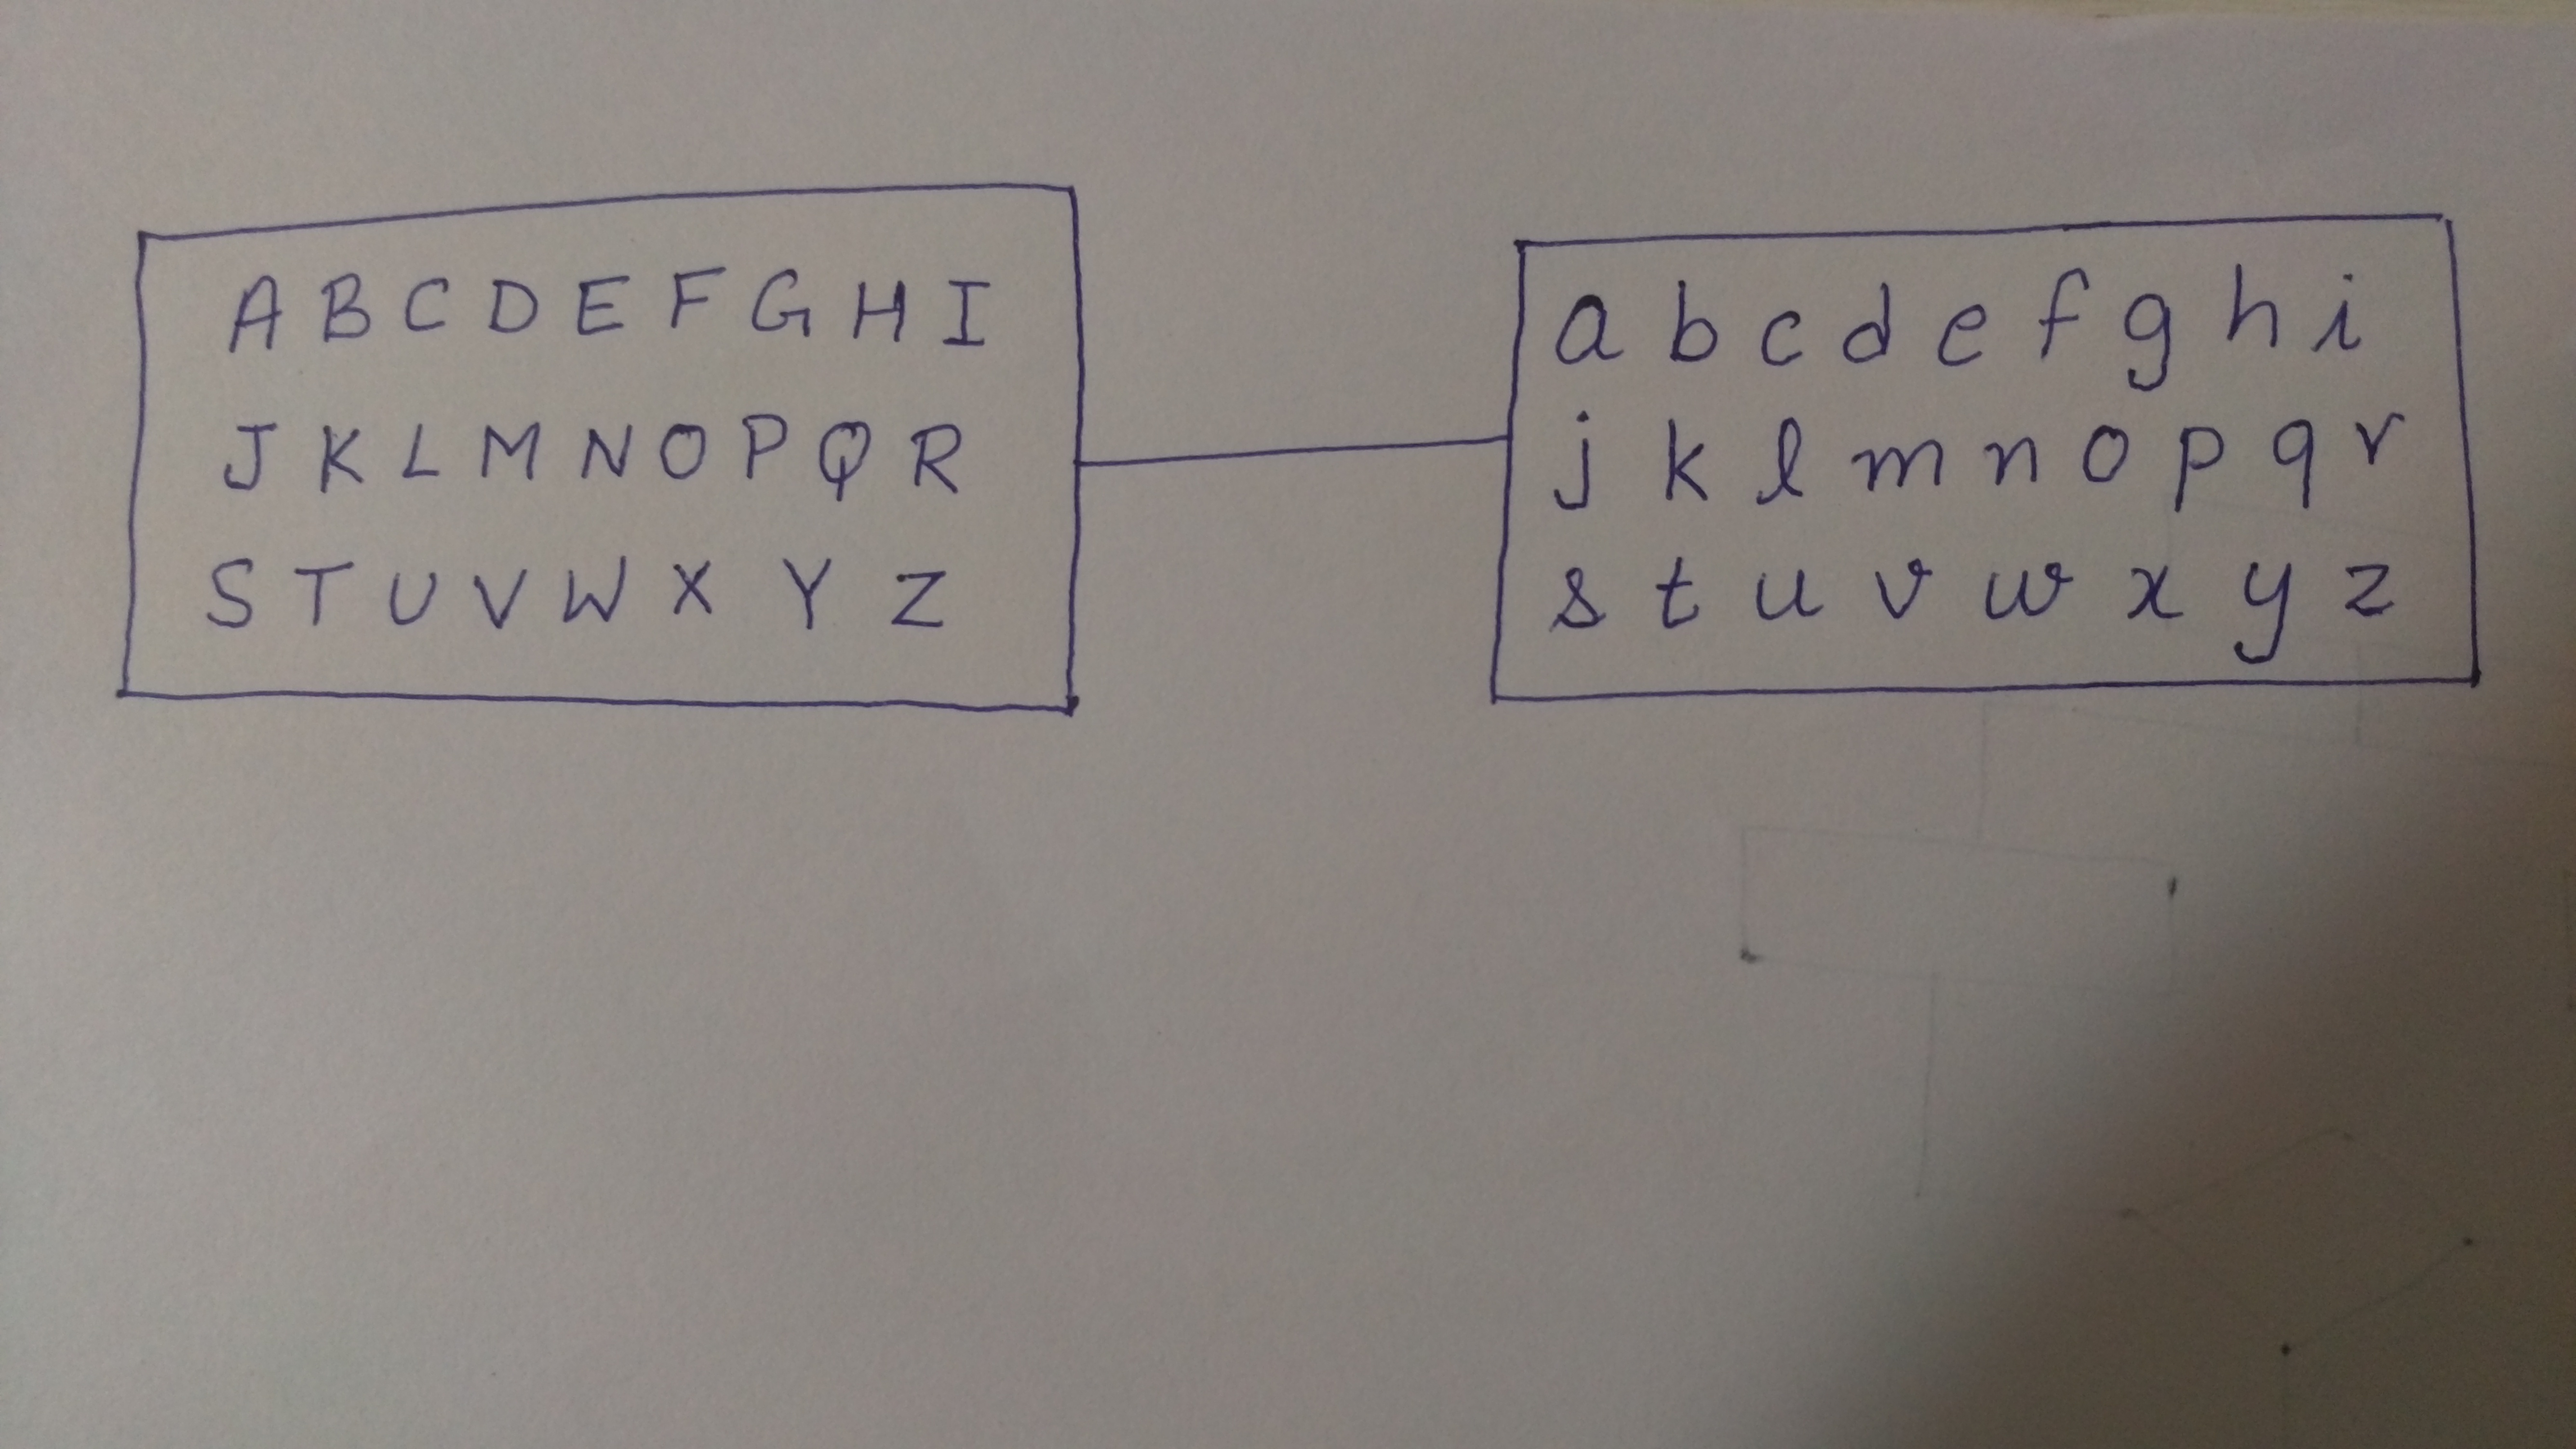 A B C D E F G H I
J K L M N O P Q R
S T U V W X Y Z
a b c d e f g h i
j k l m n o p q r
s t u v w x y z